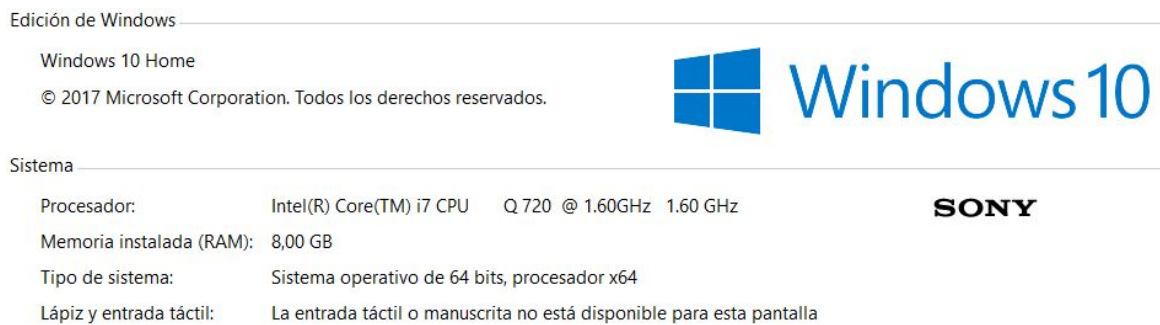 Edición de Windows
Windows 10 Home
© 2017 Microsoft Corporation. Todos los derechos reservados.
Windows 10
Sistema
Procesador: Intel(R) Core(TM) i7 CPU Q 720 @ 1.60GHz 1.60 GHz
SONY
Memoria instalada (RAM): 8,00 GB
Tipo de sistema: Sistema operativo de 64 bits, procesador x64
Lápiz y entrada táctil: La entrada táctil o manuscrita no está disponible para esta pantalla